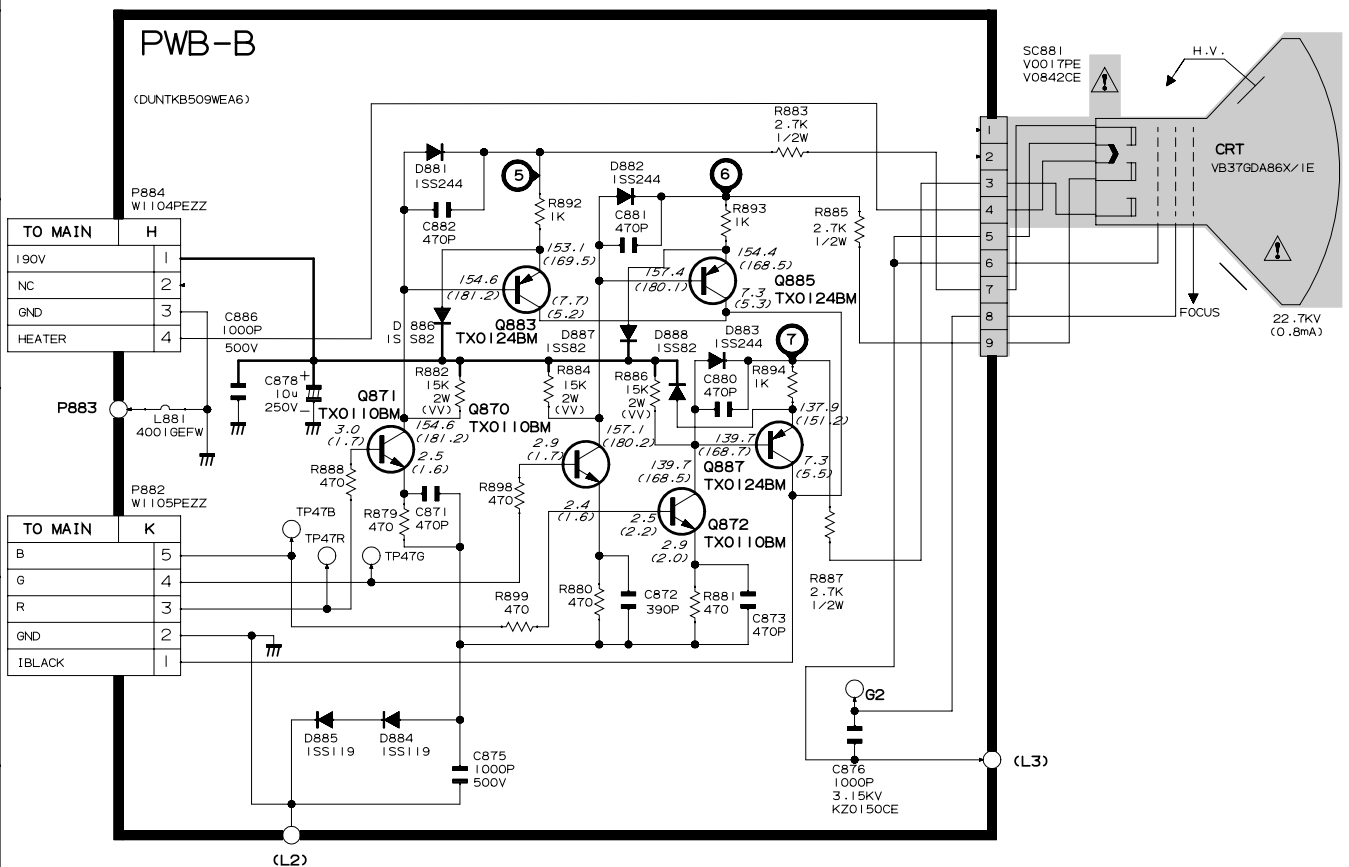 PWB-B
(DUNTKB509WEA6)
SC881
V0017PE
V0842CE
H.V.
CRT
VB37GDA86X/IE
FOCUS
22.7KV
(0.8mA)
1
2
3
4
5
6
7
8
9
R883
2.7K
1/2W
D881
ISS244
5
D882
ISS244
6
C882
470P
R892
1K
C881
470P
R893
1K
R885
2.7K
1/2W
P884
W1104PEZZ
TO MAIN H
190V 1
NC 2
GND 3
HEATER 4
153.1
(169.5)
154.6
(181.2)
(7.7)
(5.2)
Q883
TX0124BM
154.4
(168.5)
157.4
(180.1)
Q885
TX0124BM
7.3
(5.3)
C886
1000P
500V
D886
ISS82
D887
ISS82
D888
ISS82
D883
ISS244
7
P883
L881
4001GEFW
C878
10u
250V
+
-
R882
15K
2W
(VV)
R884
15K
2W
(VV)
R886
15K
2W
(VV)
C880
470P
R894
1K
Q871
TX0110BM
Q870
TX0110BM
3.0
(1.7)
154.6
(181.2)
2.5
(1.6)
2.9
(1.7)
157.1
(180.2)
137.9
(151.2)
139.7
(168.7)
7.3
(5.5)
Q887
TX0124BM
139.7
(168.5)
2.4
(1.6)
2.5
(2.2)
2.9
(2.0)
Q872
TX0110BM
R888
470
R879
470
C871
470P
R898
470
P882
W1105PEZZ
TO MAIN K
B 5
G 4
R 3
GND 2
IBLACK 1
TP47B
TP47R
TP47G
R899
470
R880
470
C872
390P
R881
470
C873
470P
R887
2.7K
1/2W
D885
ISS119
D884
ISS119
C875
1000P
500V
G2
C876
1000P
3.15KV
KZ0150CE
(L3)
(L2)